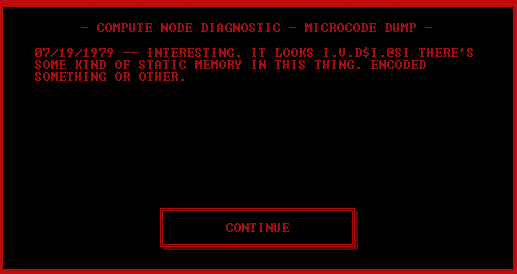 — COMPUTE NODE DIAGNOSTIC — MICROCODE DUMP —
07/19/1979 -- INTERESTING. IT LOOKS I.V.D$I.@SI THERE'S
SOME KIND OF STATIC MEMORY IN THIS THING. ENCODED
SOMETHING OR OTHER.
CONTINUE